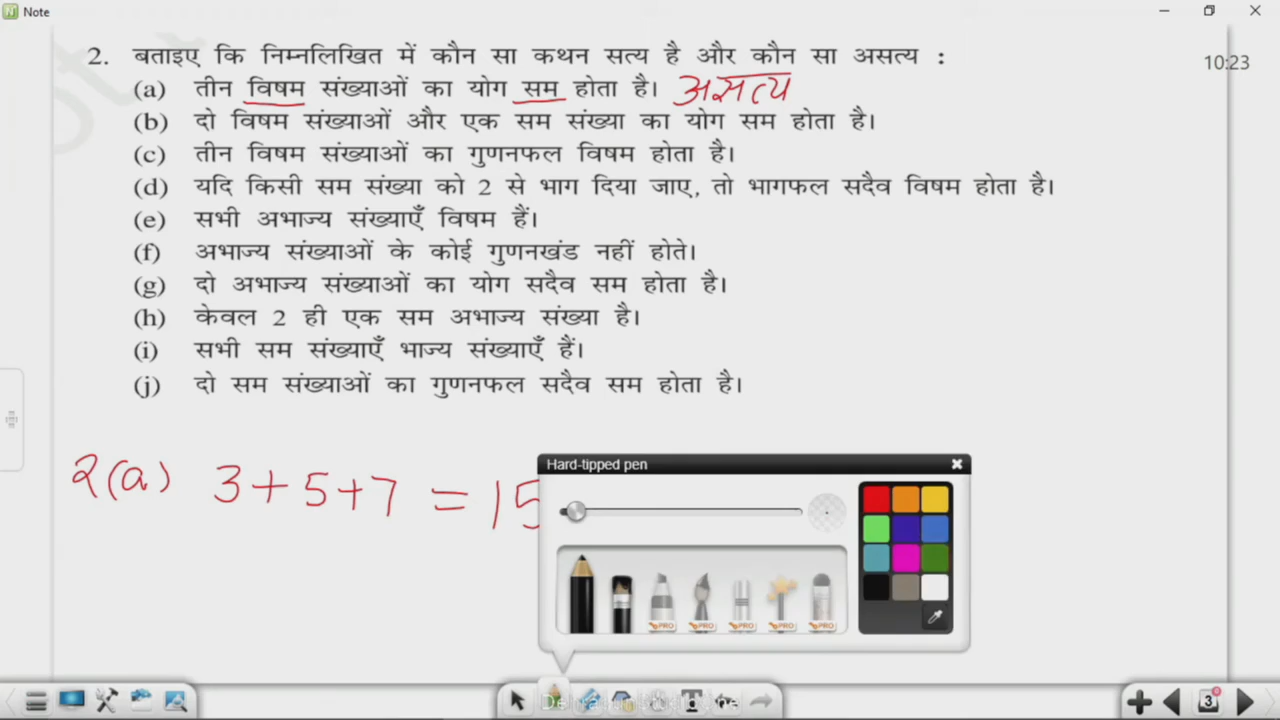 Note
2. बताइए कि निम्नलिखित में कौन सा कथन सत्य है और कौन सा असत्य :
10:23
(a) तीन विषम संख्याओं का योग सम होता है। असत्य
(b) दो विषम संख्याओं और एक सम संख्या का योग सम होता है।
(c) तीन विषम संख्याओं का गुणनफल विषम होता है।
(d) यदि किसी सम संख्या को 2 से भाग दिया जाए, तो भागफल सदैव विषम होता है।
(e) सभी अभाज्य संख्याएँ विषम हैं।
(f) अभाज्य संख्याओं के कोई गुणनखंड नहीं होते।
(g) दो अभाज्य संख्याओं का योग सदैव सम होता है।
(h) केवल 2 ही एक सम अभाज्य संख्या है।
(i) सभी सम संख्याएँ भाज्य संख्याएँ हैं।
(j) दो सम संख्याओं का गुणनफल सदैव सम होता है।
2(a) 3+5+7 = 15
Hard-tipped pen
PRO PRO PRO PRO PRO
3